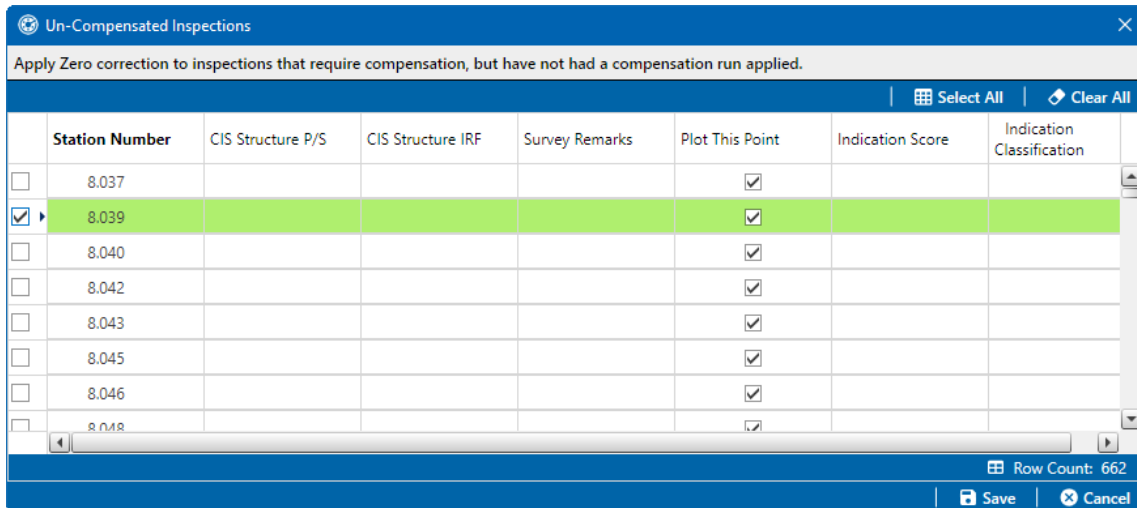 Un-Compensated Inspections
Apply Zero correction to inspections that require compensation, but have not had a compensation run applied.
Select All Clear All
Station Number CIS Structure P/S CIS Structure IRF Survey Remarks Plot This Point Indication Score Indication Classification
8.037
8.039
8.040
8.042
8.043
8.045
8.046
8.048
Row Count: 662
Save Cancel